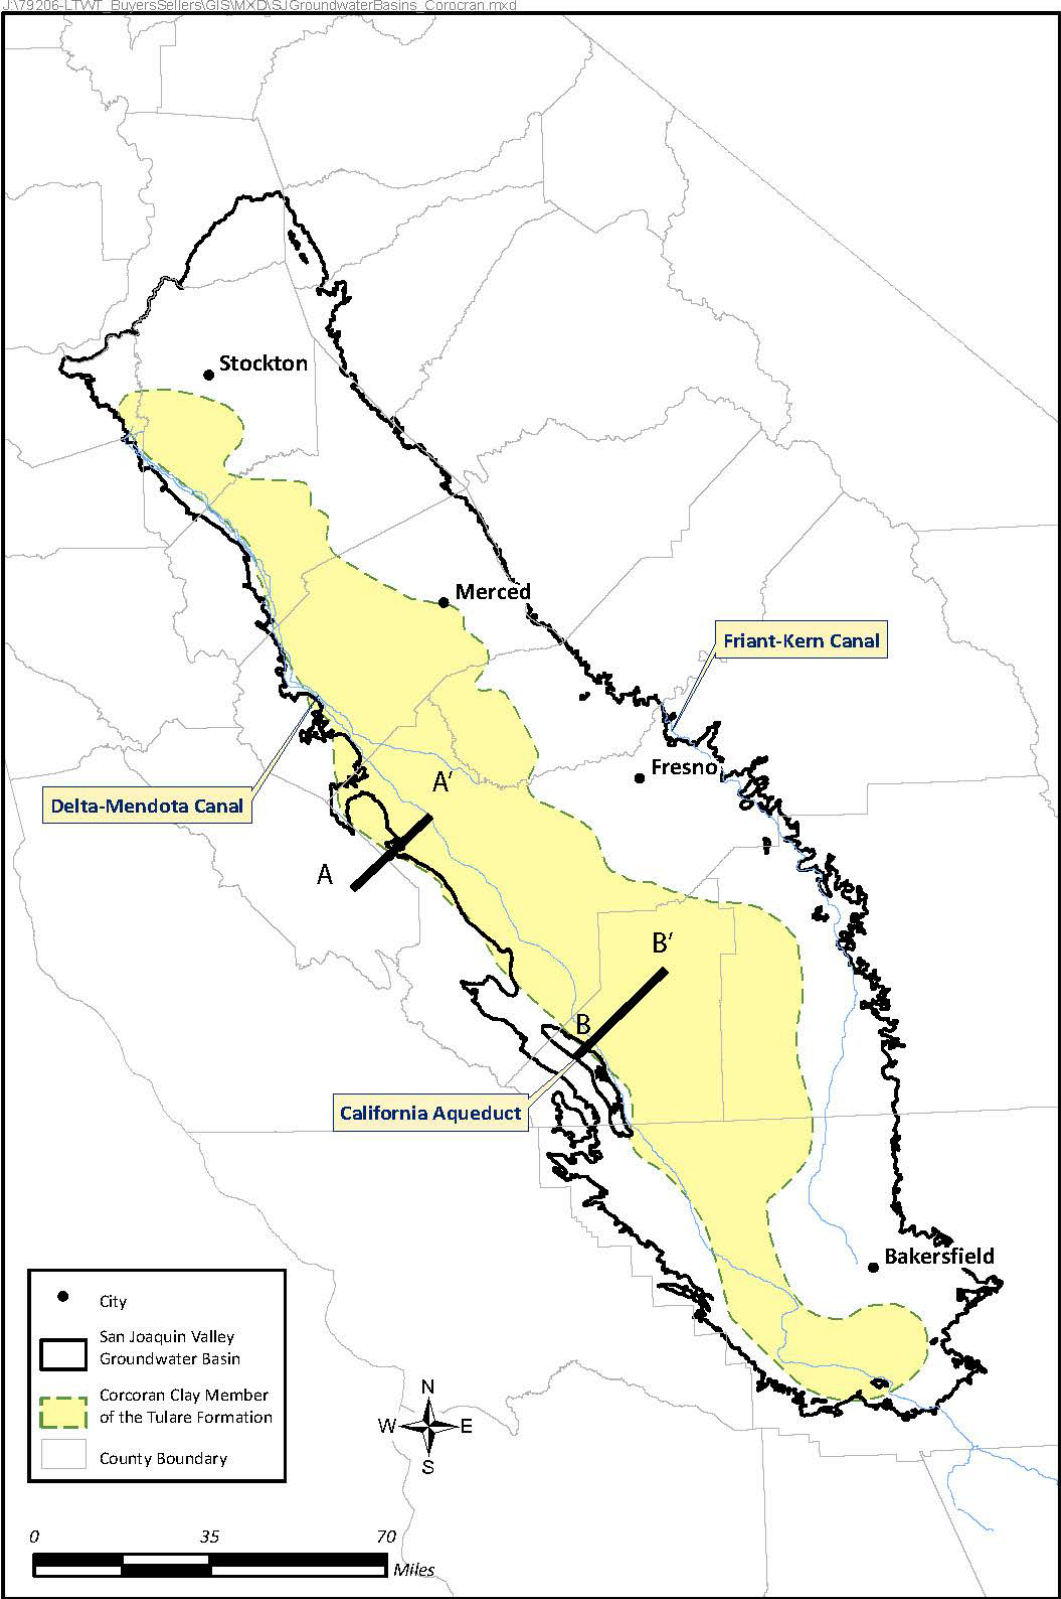 J:\79206-LTWT_BuyersSellers\GIS\MXD\SJGroundwaterBasins_Corocran.mxd
Stockton
Merced
Friant-Kern Canal
Fresno
Delta-Mendota Canal
A'
A
B'
B
California Aqueduct
Bakersfield
City
San Joaquin Valley
Groundwater Basin
Corcoran Clay Member
of the Tulare Formation
County Boundary
N
W E
S
0 35 70
Miles